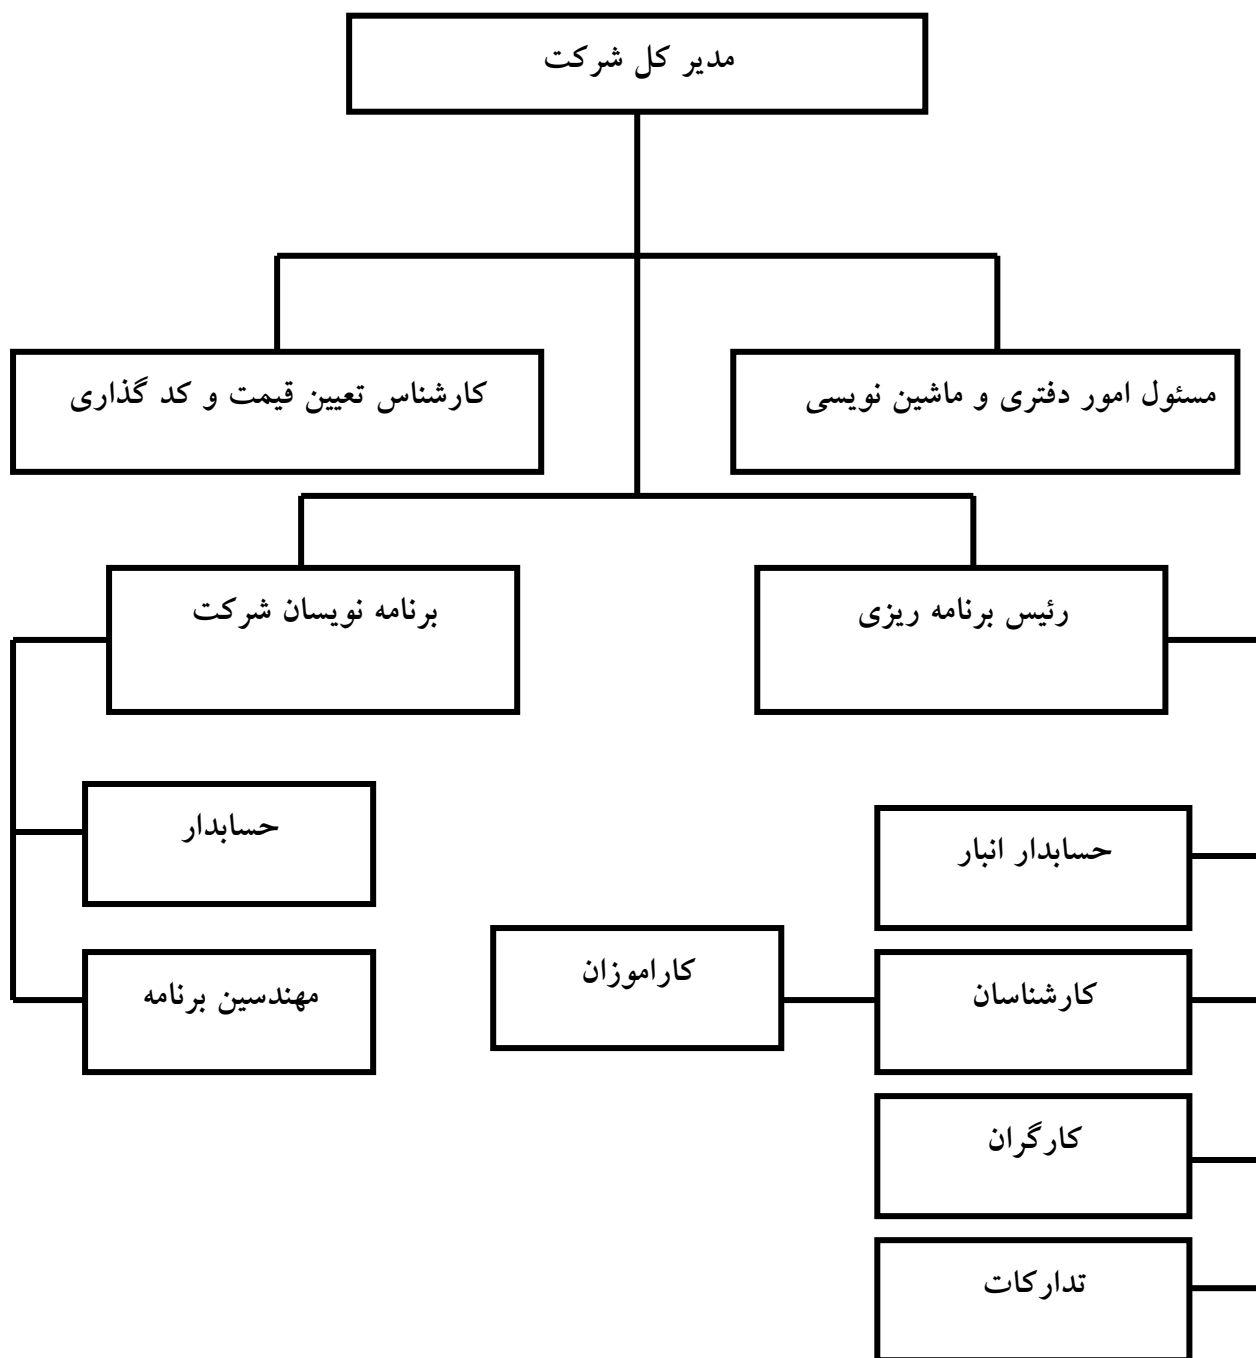 مدیر کل شرکت
مسئول امور دفتری و ماشین نویسی
کارشناس تعیین قیمت و کد گذاری
رئیس برنامه ریزی
برنامه نویسان شرکت
حسابدار انبار
حسابدار
کارشناسان
کاراموزان
مهندسین برنامه
کارگران
تدارکات